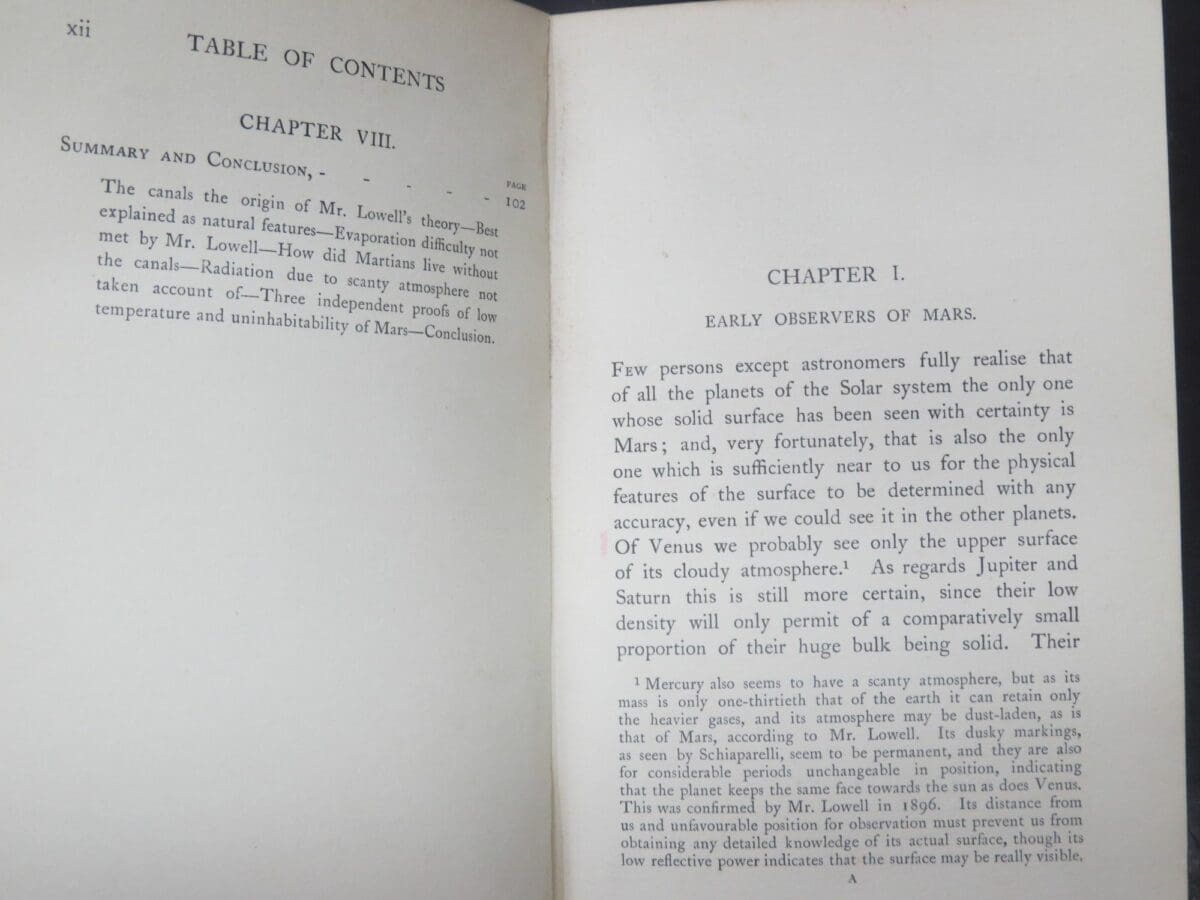 xii
TABLE OF CONTENTS
CHAPTER VIII.
PAGE
Summary and Conclusion, - - - - - 102
The canals the origin of Mr. Lowell's theory—Best
explained as natural features—Evaporation difficulty not
met by Mr. Lowell—How did Martians live without
the canals—Radiation due to scanty atmosphere not
taken account of—Three independent proofs of low
temperature and uninhabitability of Mars—Conclusion.
CHAPTER I.
EARLY OBSERVERS OF MARS.
Few persons except astronomers fully realise that
of all the planets of the Solar system the only one
whose solid surface has been seen with certainty is
Mars; and, very fortunately, that is also the only
one which is sufficiently near to us for the physical
features of the surface to be determined with any
accuracy, even if we could see it in the other planets.
Of Venus we probably see only the upper surface
of its cloudy atmosphere.¹ As regards Jupiter and
Saturn this is still more certain, since their low
density will only permit of a comparatively small
proportion of their huge bulk being solid. Their
¹ Mercury also seems to have a scanty atmosphere, but as its
mass is only one-thirtieth that of the earth it can retain only
the heavier gases, and its atmosphere may be dust-laden, as is
that of Mars, according to Mr. Lowell. Its dusky markings,
as seen by Schiaparelli, seem to be permanent, and they are also
for considerable periods unchangeable in position, indicating
that the planet keeps the same face towards the sun as does Venus.
This was confirmed by Mr. Lowell in 1896. Its distance from
us and unfavourable position for observation must prevent us from
obtaining any detailed knowledge of its actual surface, though its
low reflective power indicates that the surface may be really visible.
A